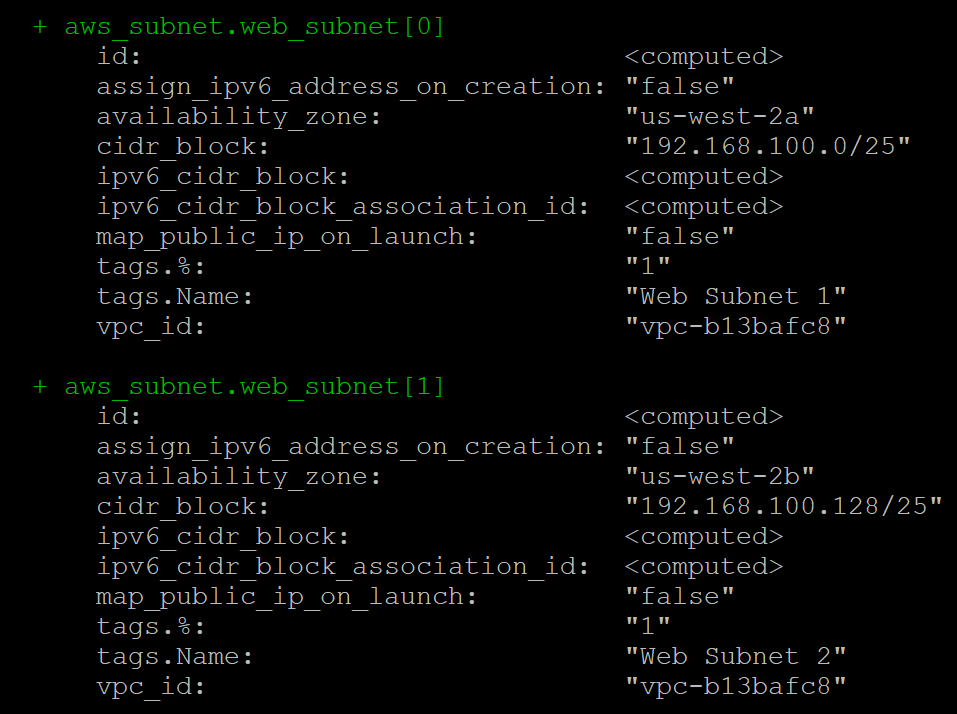 + aws_subnet.web_subnet[0]
id: <computed>
assign_ipv6_address_on_creation: "false"
availability_zone: "us-west-2a"
cidr_block: "192.168.100.0/25"
ipv6_cidr_block: <computed>
ipv6_cidr_block_association_id: <computed>
map_public_ip_on_launch: "false"
tags.%: "1"
tags.Name: "Web Subnet 1"
vpc_id: "vpc-b13bafc8"
+ aws_subnet.web_subnet[1]
id: <computed>
assign_ipv6_address_on_creation: "false"
availability_zone: "us-west-2b"
cidr_block: "192.168.100.128/25"
ipv6_cidr_block: <computed>
ipv6_cidr_block_association_id: <computed>
map_public_ip_on_launch: "false"
tags.%: "1"
tags.Name: "Web Subnet 2"
vpc_id: "vpc-b13bafc8"